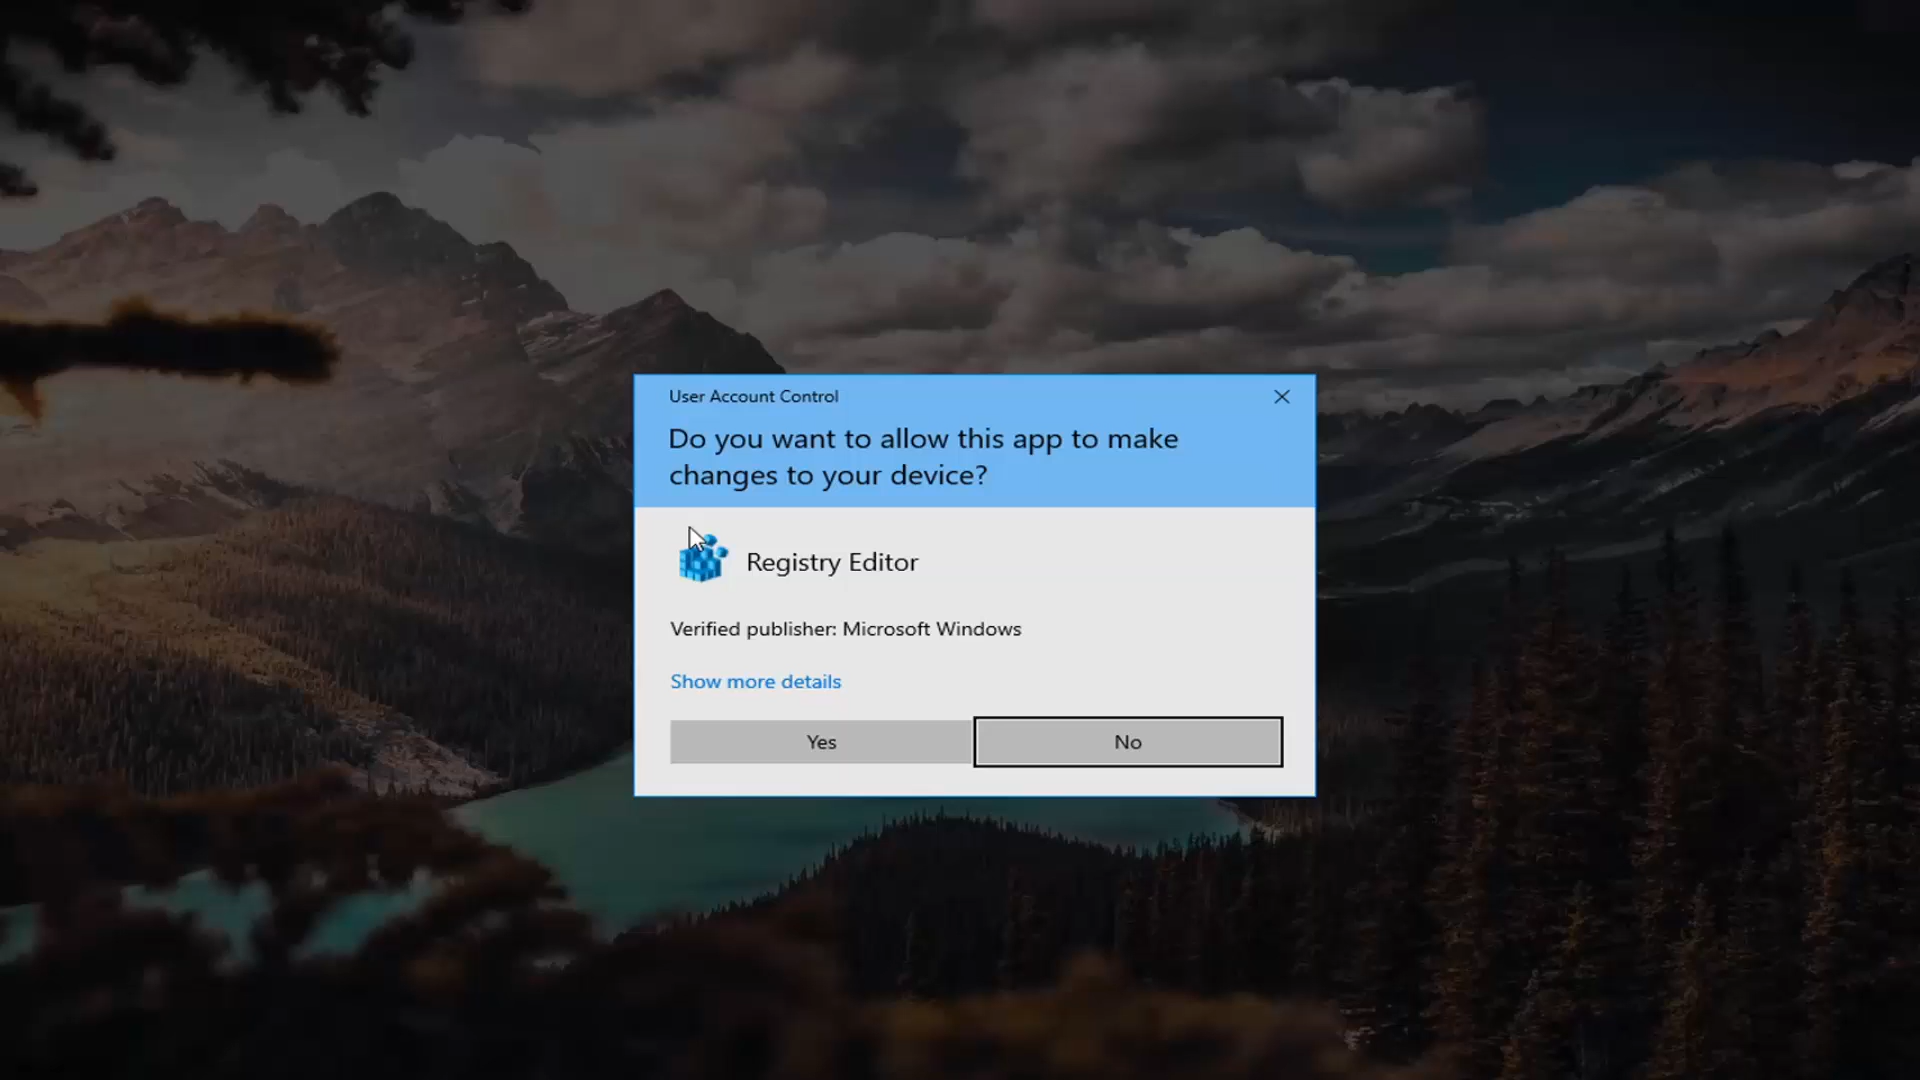 User Account Control
Do you want to allow this app to make
changes to your device?
Registry Editor
Verified publisher: Microsoft Windows
Show more details
Yes
No